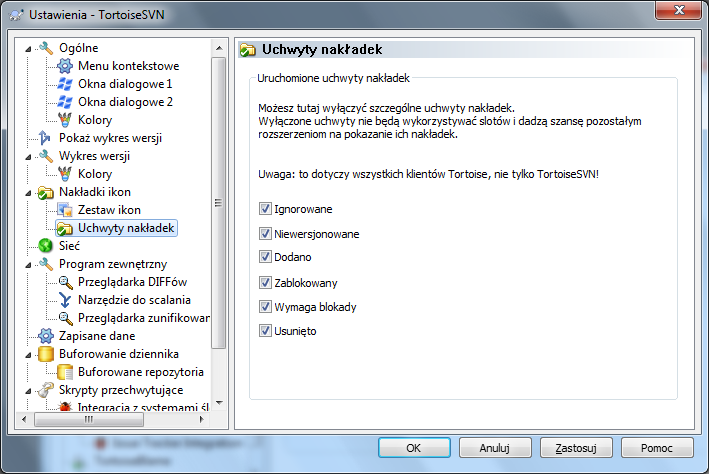 Ustawienia - TortoiseSVN
Ogólne
Menu kontekstowe
Okna dialogowe 1
Okna dialogowe 2
Kolory
Pokaż wykres wersji
Wykres wersji
Kolory
Nakładki ikon
Zestaw ikon
Uchwyty nakładek
Sieć
Program zewnętrzny
Przeglądarka DIFFów
Narzędzie do scalania
Przeglądarka zunifikowan
Zapisane dane
Buforowanie dziennika
Buforowane repozytoria
Skrypty przechwytujące
Integracja z systemami śl
Uchwyty nakładek
Uruchomione uchwyty nakładek
Możesz tutaj wyłączyć szczególne uchwyty nakładek.
Wyłączone uchwyty nie będą wykorzystywać slotów i dadzą szansę pozostałym
rozszerzeniom na pokazanie ich nakładek.
Uwaga: to dotyczy wszystkich klientów Tortoise, nie tylko TortoiseSVN!
Ignorowane
Niewersjonowane
Dodano
Zablokowany
Wymaga blokady
Usunięto
OK
Anuluj
Zastosuj
Pomoc